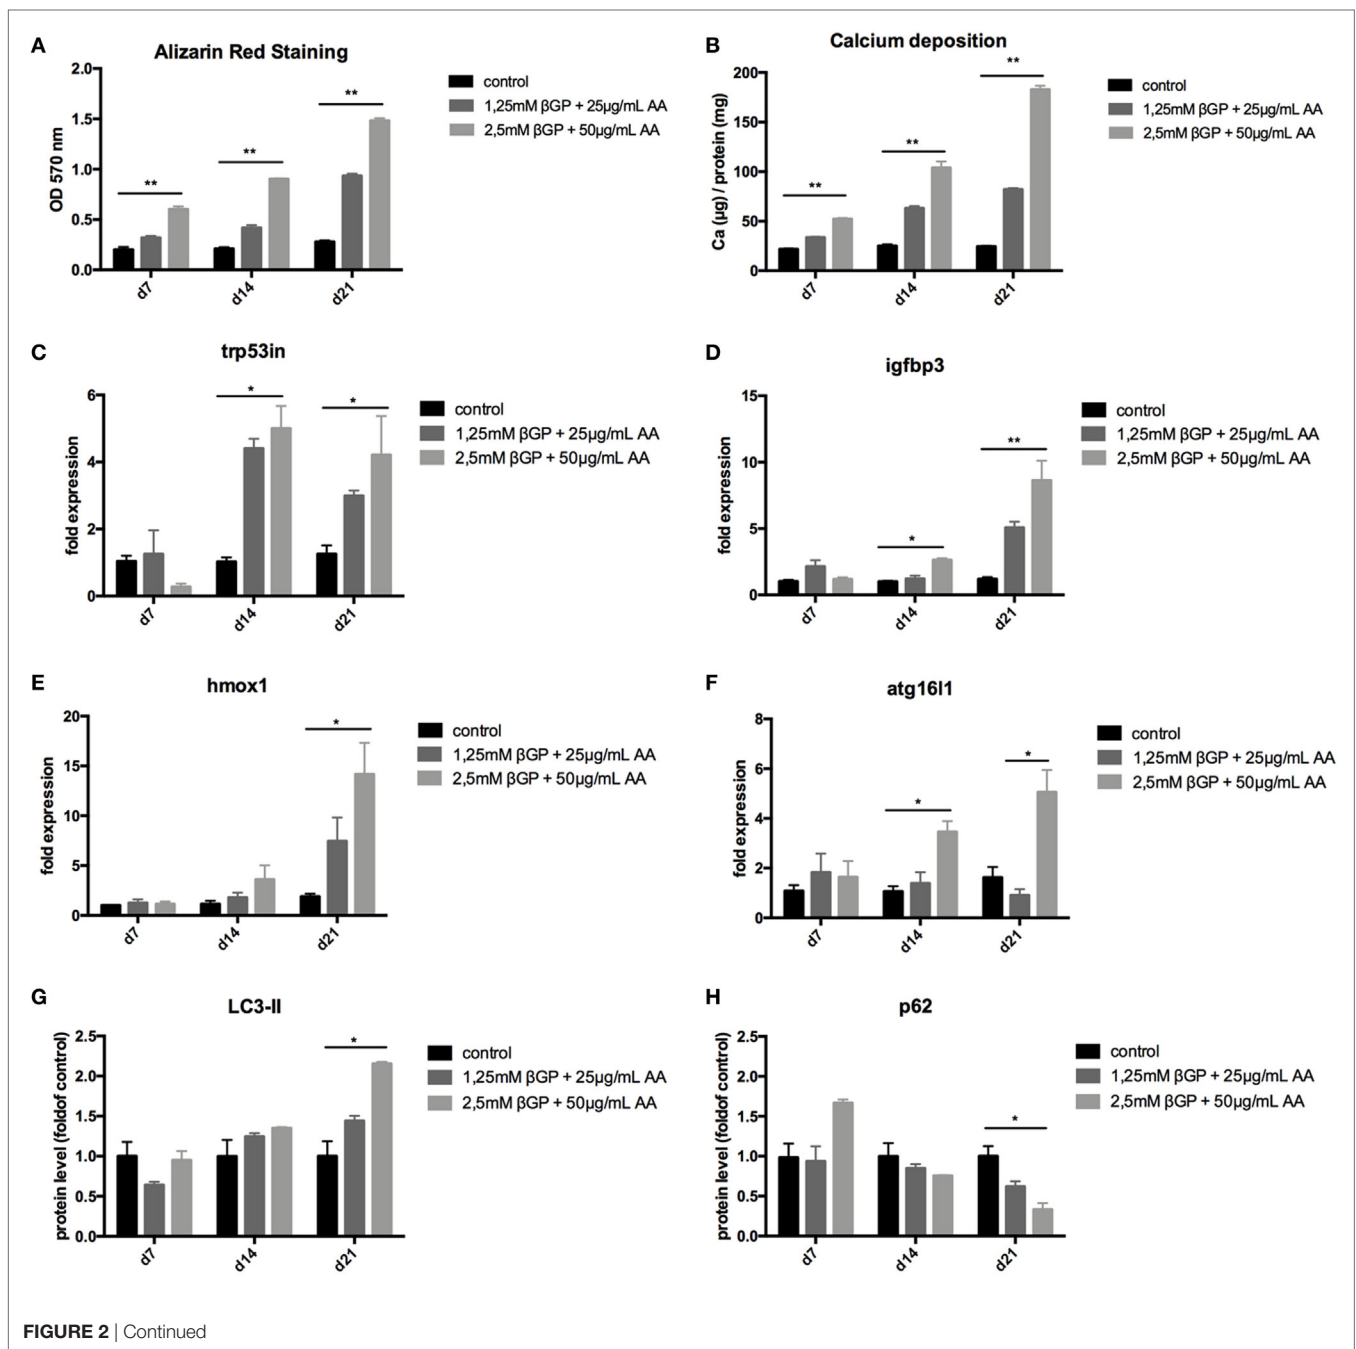 A
Alizarin Red Staining
OD 570 nm
2.0
1.5
1.0
0.5
0.0
**
**
**
d7
d14
d21
control
1,25mM βGP + 25µg/mL AA
2,5mM βGP + 50µg/mL AA
B
Calcium deposition
Ca (µg) / protein (mg)
200
150
100
50
0
**
**
**
d7
d14
d21
control
1,25mM βGP + 25µg/mL AA
2,5mM βGP + 50µg/mL AA
C
trp53in
fold expression
6
4
2
0
*
*
d7
d14
d21
control
1,25mM βGP + 25µg/mL AA
2,5mM βGP + 50µg/mL AA
D
igfbp3
fold expression
15
10
5
0
*
**
d7
d14
d21
control
1,25mM βGP + 25µg/mL AA
2,5mM βGP + 50µg/mL AA
E
hmox1
fold expression
20
15
10
5
0
*
d7
d14
d21
control
1,25mM βGP + 25µg/mL AA
2,5mM βGP + 50µg/mL AA
F
atg16l1
fold expression
8
6
4
2
0
*
*
d7
d14
d21
control
1,25mM βGP + 25µg/mL AA
2,5mM βGP + 50µg/mL AA
G
LC3-II
protein level (foldof control)
2.5
2.0
1.5
1.0
0.5
0.0
*
d7
d14
d21
control
1,25mM βGP + 25µg/mL AA
2,5mM βGP + 50µg/mL AA
H
p62
protein level (foldof control)
2.5
2.0
1.5
1.0
0.5
0.0
*
d7
d14
d21
control
1,25mM βGP + 25µg/mL AA
2,5mM βGP + 50µg/mL AA
FIGURE 2 | Continued